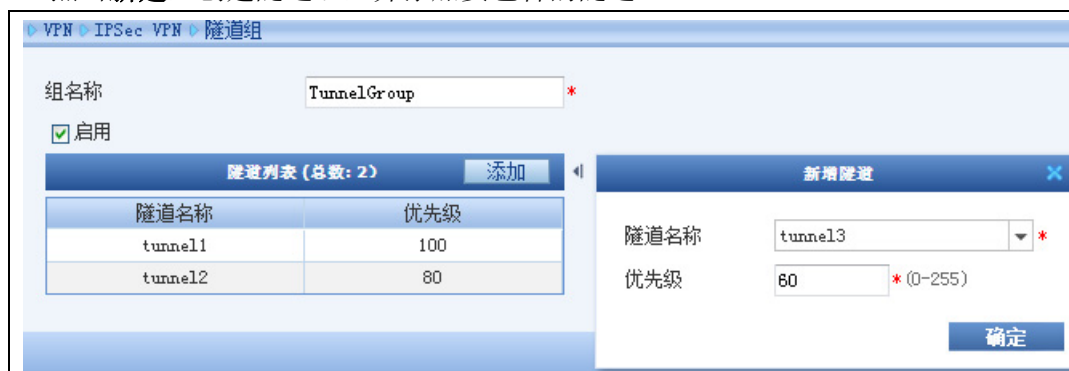 VPN IPSec VPN 隧道组
组名称 TunnelGroup *
启用
隧道列表(总数: 2) 添加
隧道名称 优先级
tunnel1 100
tunnel2 80
新增隧道
隧道名称 tunnel3 *
优先级 60 *(0-255)
确定